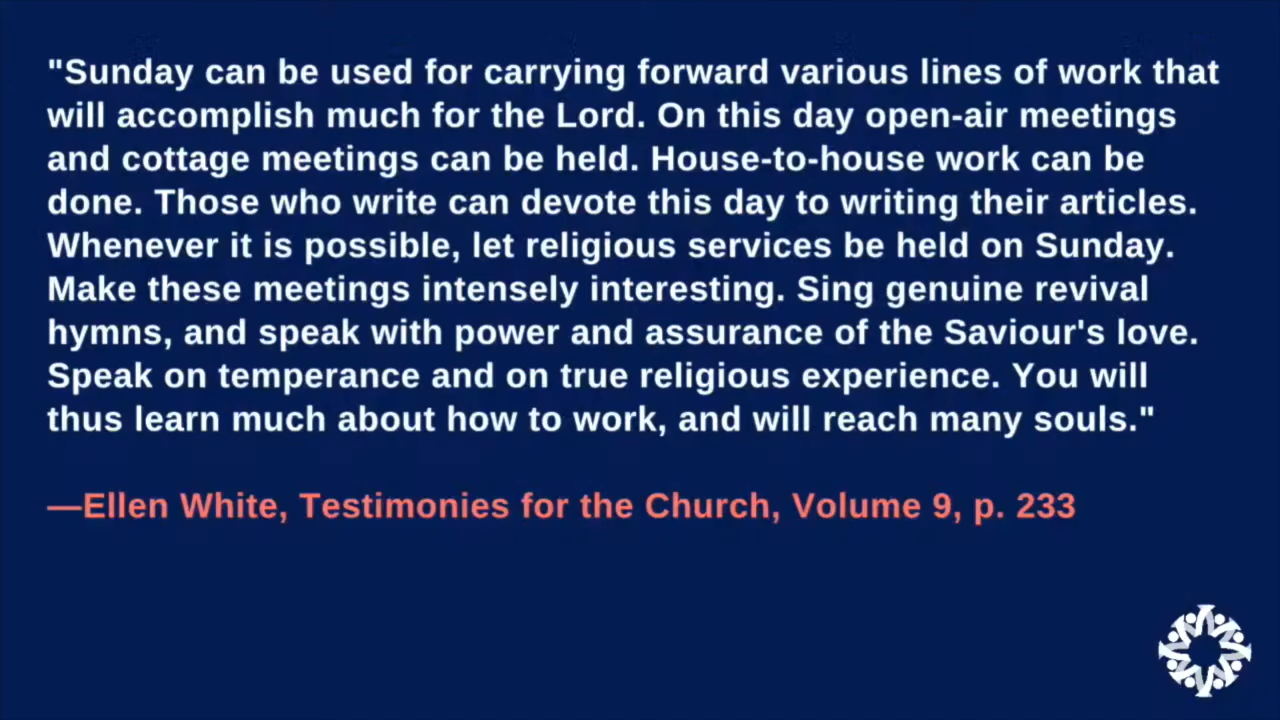 "Sunday can be used for carrying forward various lines of work that
will accomplish much for the Lord. On this day open-air meetings
and cottage meetings can be held. House-to-house work can be
done. Those who write can devote this day to writing their articles.
Whenever it is possible, let religious services be held on Sunday.
Make these meetings intensely interesting. Sing genuine revival
hymns, and speak with power and assurance of the Saviour's love.
Speak on temperance and on true religious experience. You will
thus learn much about how to work, and will reach many souls."
—Ellen White, Testimonies for the Church, Volume 9, p. 233